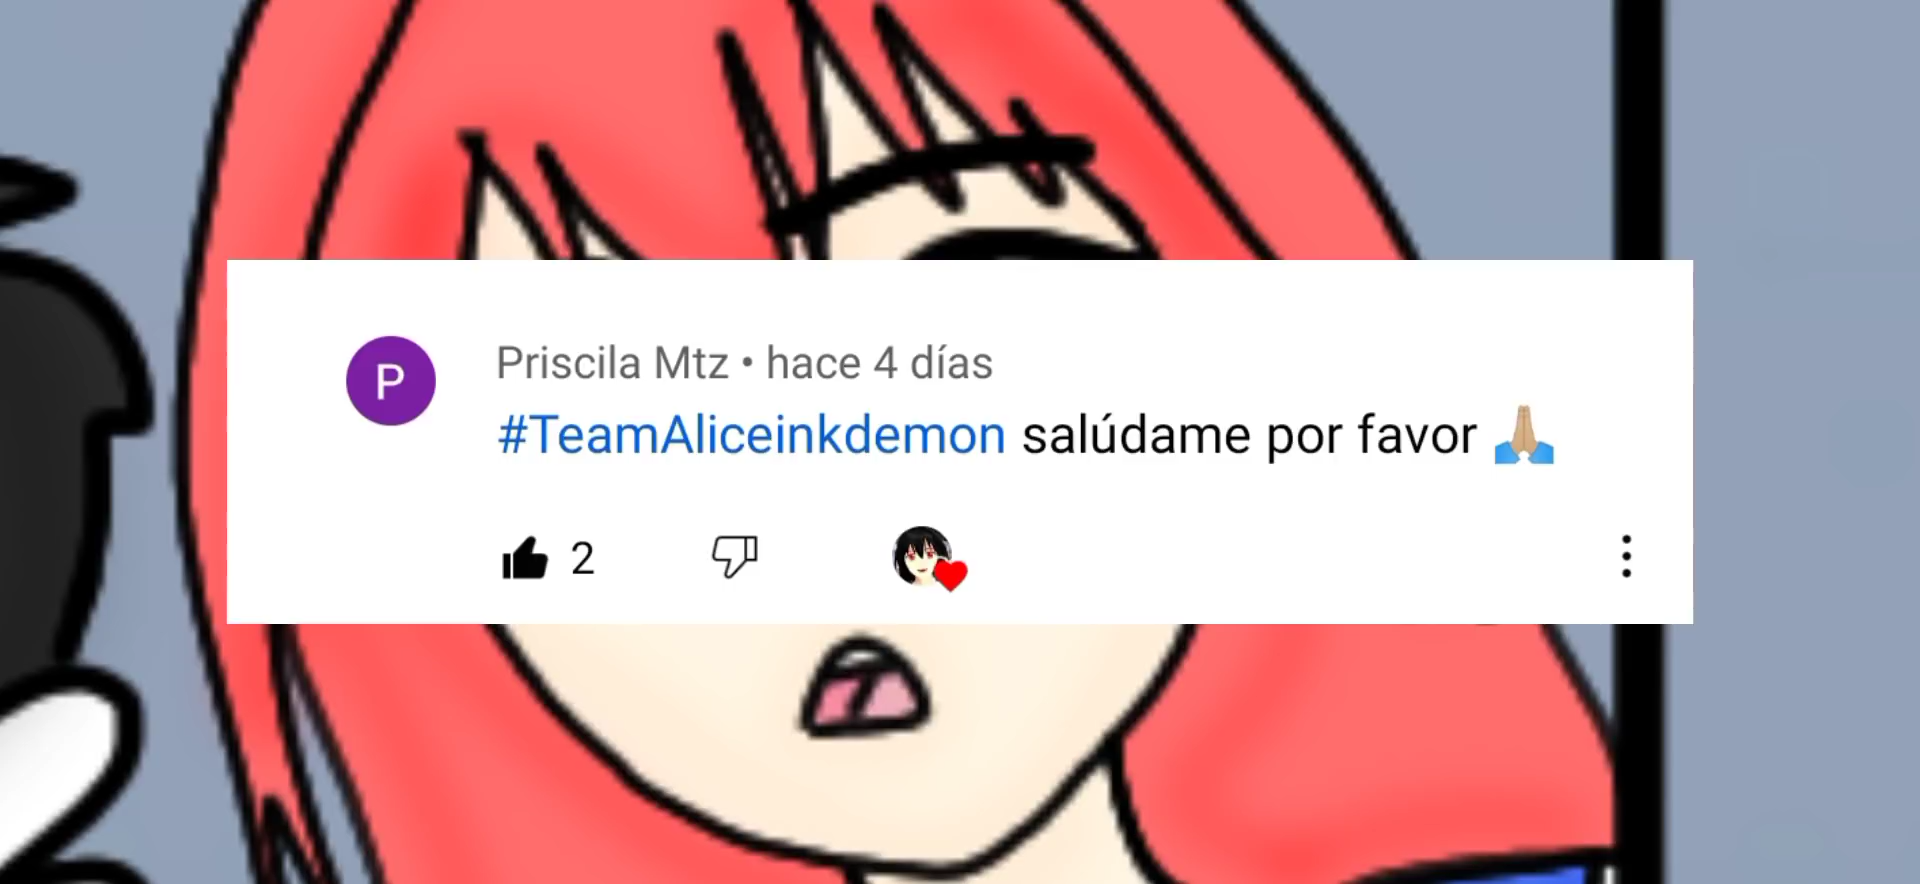 P
Priscila Mtz • hace 4 días
#TeamAliceinkdemon salúdame por favor 🙏🏼
2